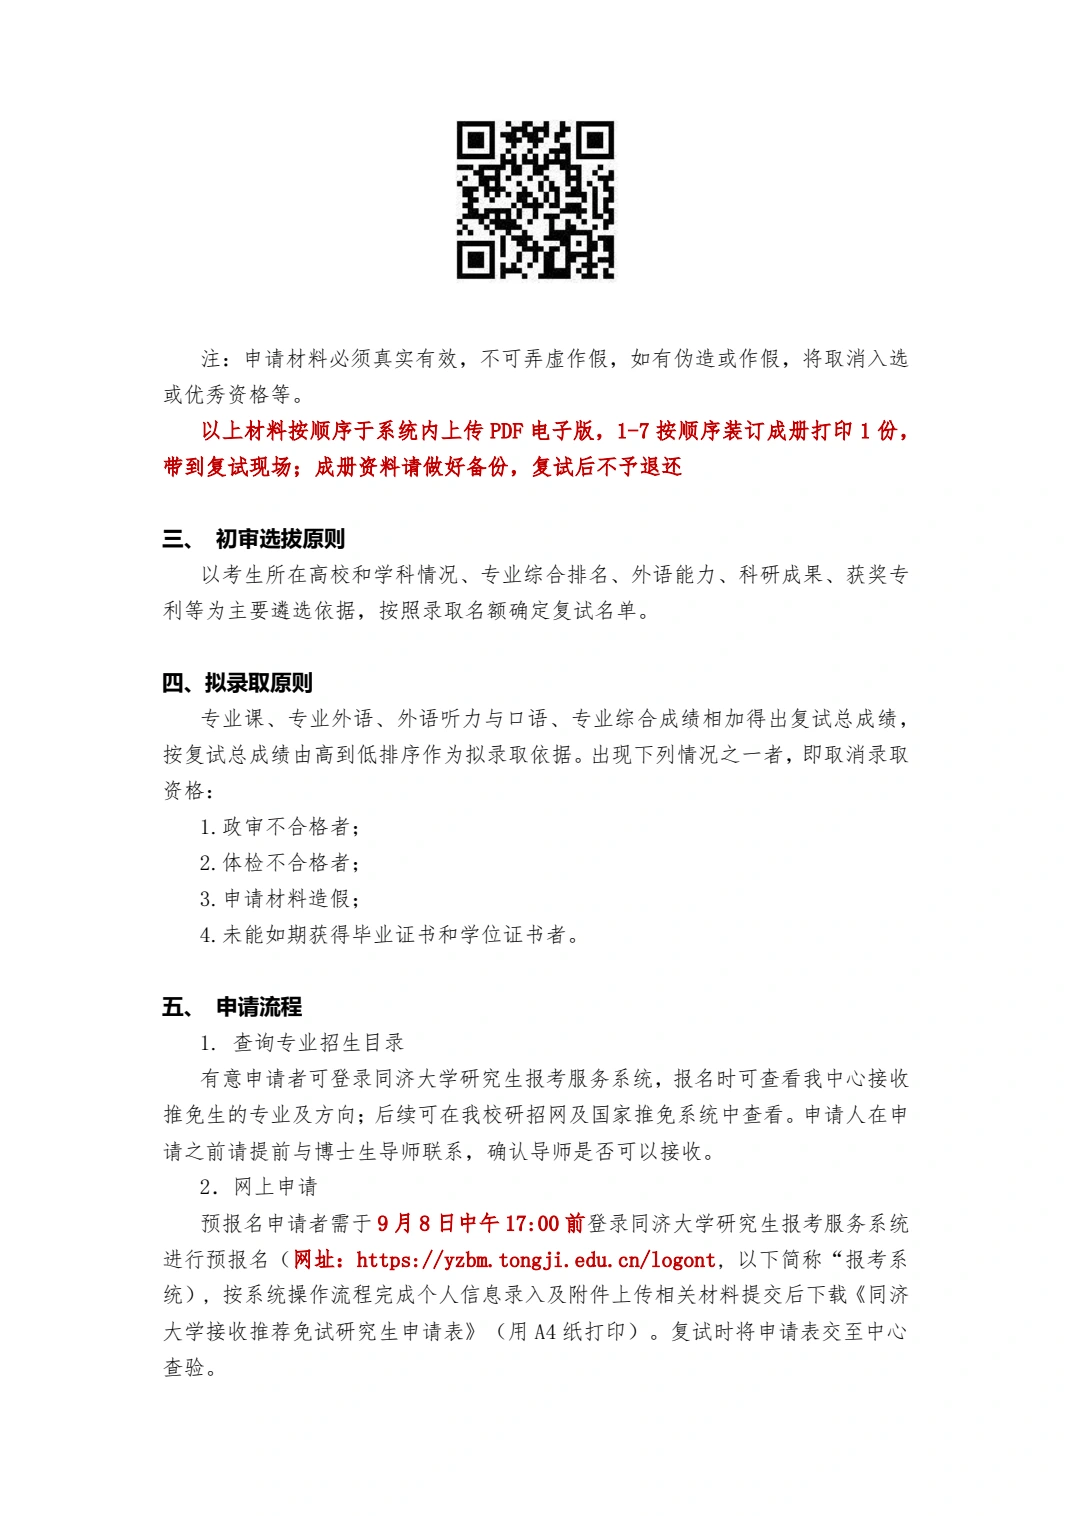 注：申请材料必须真实有效，不可弄虚作假，如有伪造或作假，将取消入选
或优秀资格等。
以上材料按顺序于系统内上传 PDF 电子版，1-7 按顺序装订成册打印 1 份，
带到复试现场；成册资料请做好备份，复试后不予退还
三、 初审选拔原则
以考生所在高校和学科情况、专业综合排名、外语能力、科研成果、获奖专
利等为主要遴选依据，按照录取名额确定复试名单。
四、拟录取原则
专业课、专业外语、外语听力与口语、专业综合成绩相加得出复试总成绩，
按复试总成绩由高到低排序作为拟录取依据。出现下列情况之一者，即取消录取
资格：
1.政审不合格者；
2.体检不合格者；
3.申请材料造假；
4.未能如期获得毕业证书和学位证书者。
五、 申请流程
1. 查询专业招生目录
有意申请者可登录同济大学研究生报考服务系统，报名时可查看我中心接收
推免生的专业及方向；后续可在我校研招网及国家推免系统中查看。申请人在申
请之前请提前与博士生导师联系，确认导师是否可以接收。
2．网上申请
预报名申请者需于 9 月 8 日中午 17:00 前登录同济大学研究生报考服务系统
进行预报名（网址：https://yzbm.tongji.edu.cn/logont, 以下简称“报考系
统），按系统操作流程完成个人信息录入及附件上传相关材料提交后下载《同济
大学接收推荐免试研究生申请表》（用 A4 纸打印）。复试时将申请表交至中心
查验。